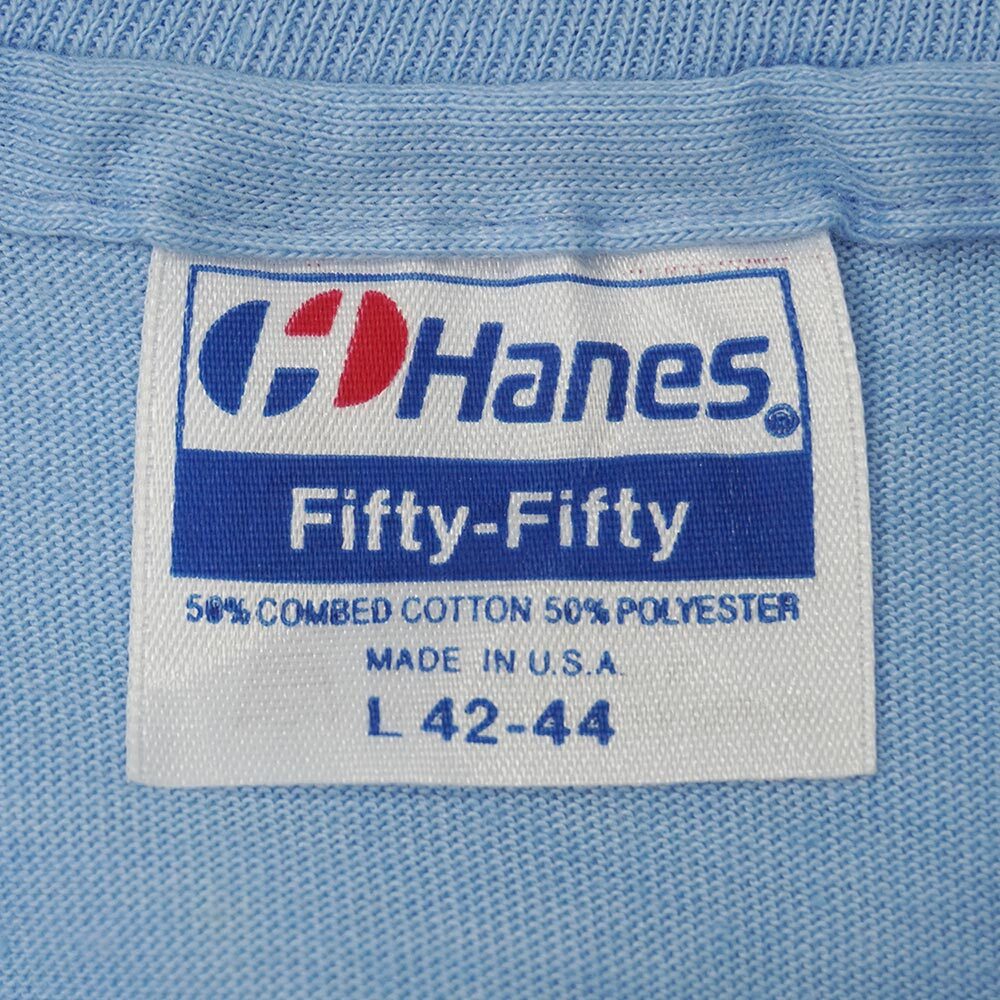 Hanes®
Fifty-Fifty
50% COMBED COTTON 50% POLYESTER
MADE IN U.S.A.
L 42-44